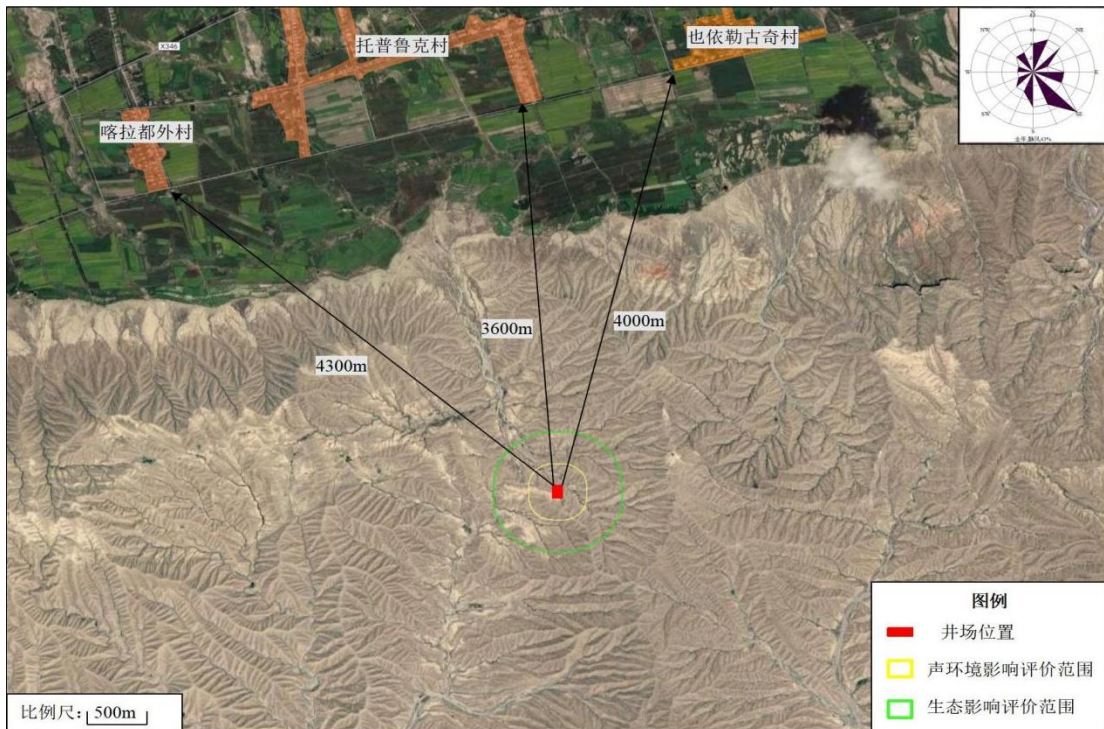 X346
托普鲁克村
也依勒古奇村
喀拉都外村
N
W
E
SW
SE
S
3600m
4000m
4300m
图例
井场位置
声环境影响评价范围
生态影响评价范围
比例尺：500m